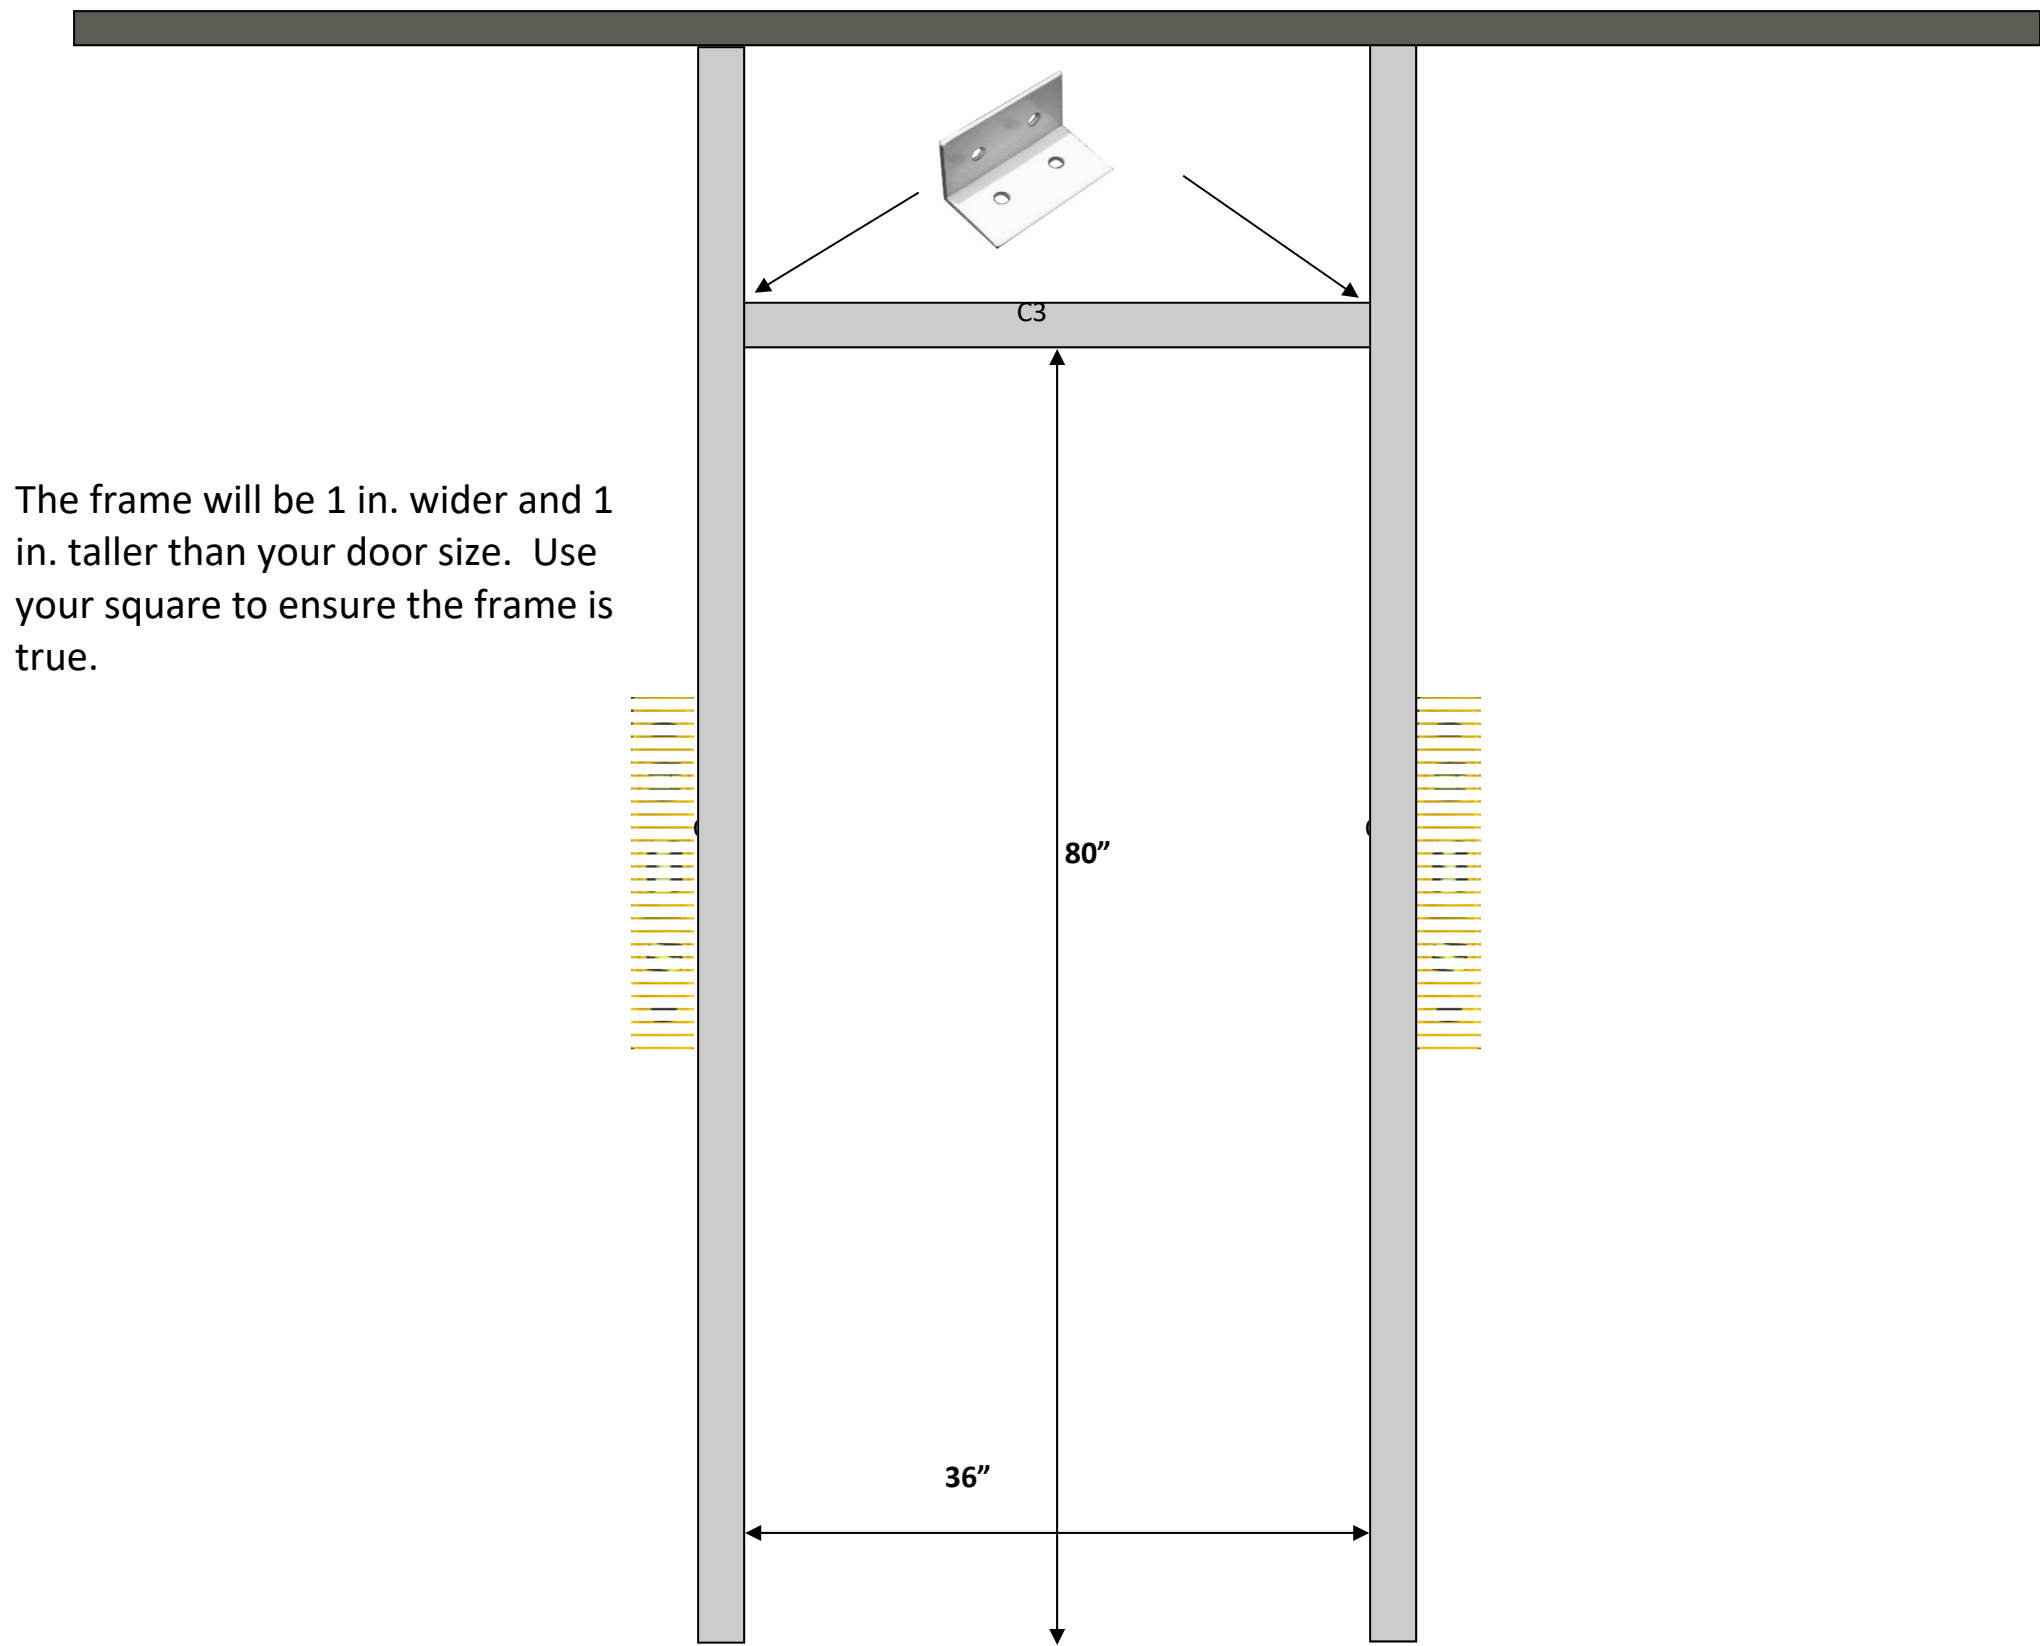 C3
The frame will be 1 in. wider and 1
in. taller than your door size.  Use
your square to ensure the frame is
true.
80”
36”